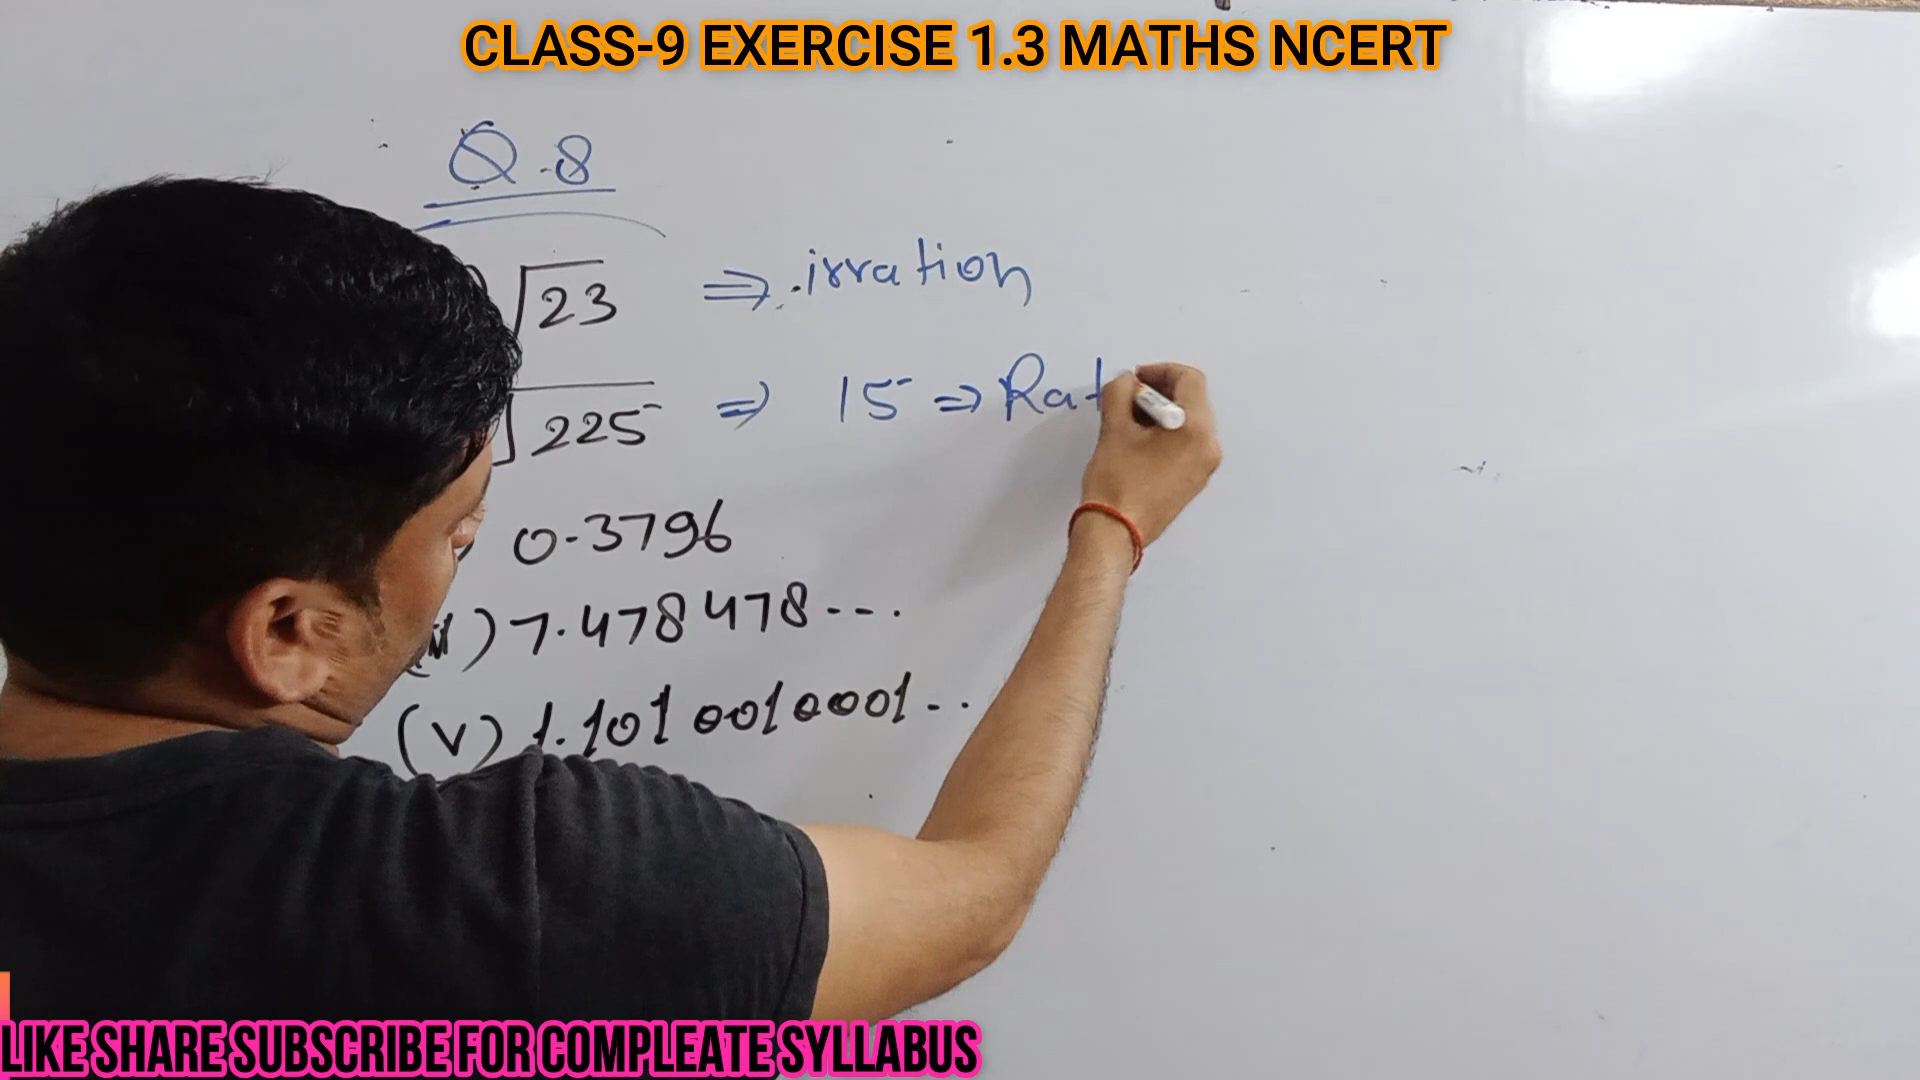 CLASS-9 EXERCISE 1.3 MATHS NCERT
Q.8
√23 ⇒ irration
√225 ⇒ 15 ⇒ Rat
0.3796
) 7.478478...
(V) 1.1010010001..
LIKE SHARE SUBSCRIBE FOR COMPLEATE SYLLABUS